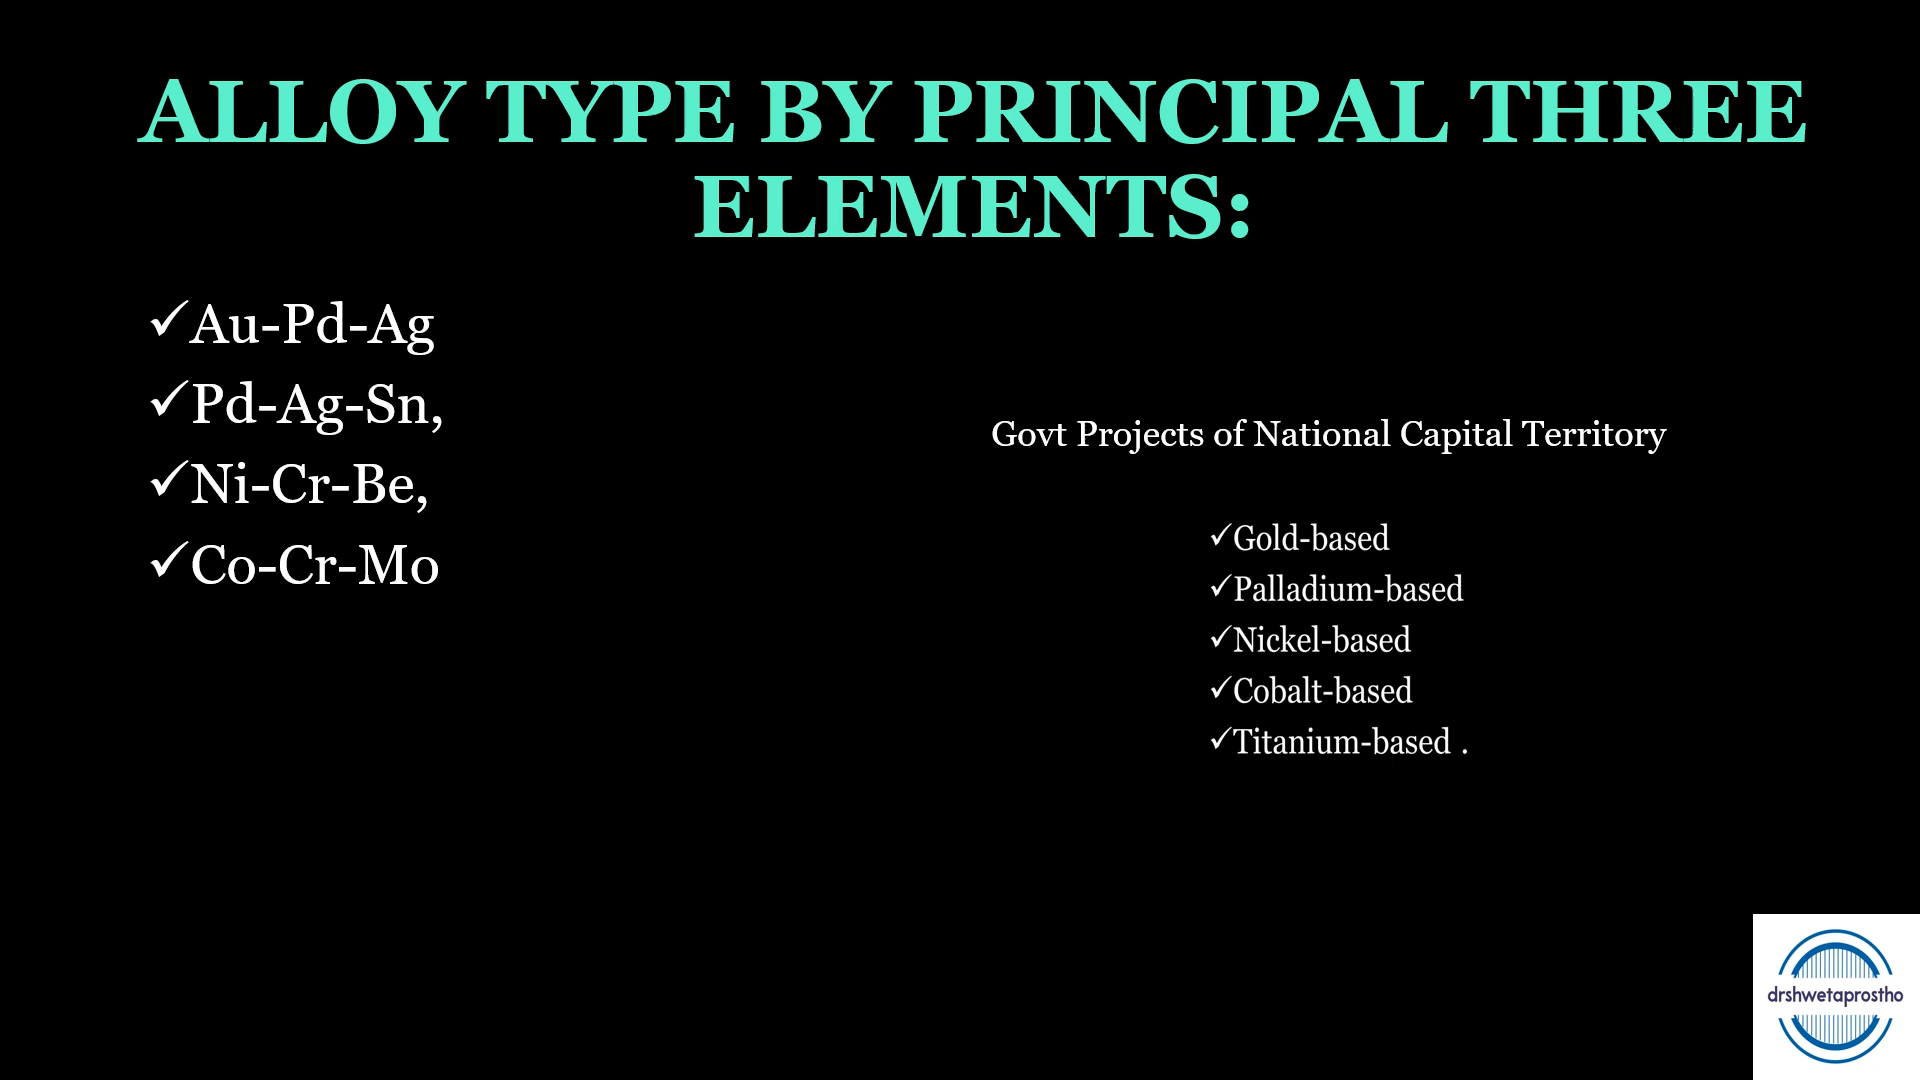 ALLOY TYPE BY PRINCIPAL THREE
ELEMENTS:
✓Au-Pd-Ag
✓Pd-Ag-Sn,
✓Ni-Cr-Be,
✓Co-Cr-Mo
Govt Projects of National Capital Territory
✓Gold-based
✓Palladium-based
✓Nickel-based
✓Cobalt-based
✓Titanium-based .
drshwetaprostho